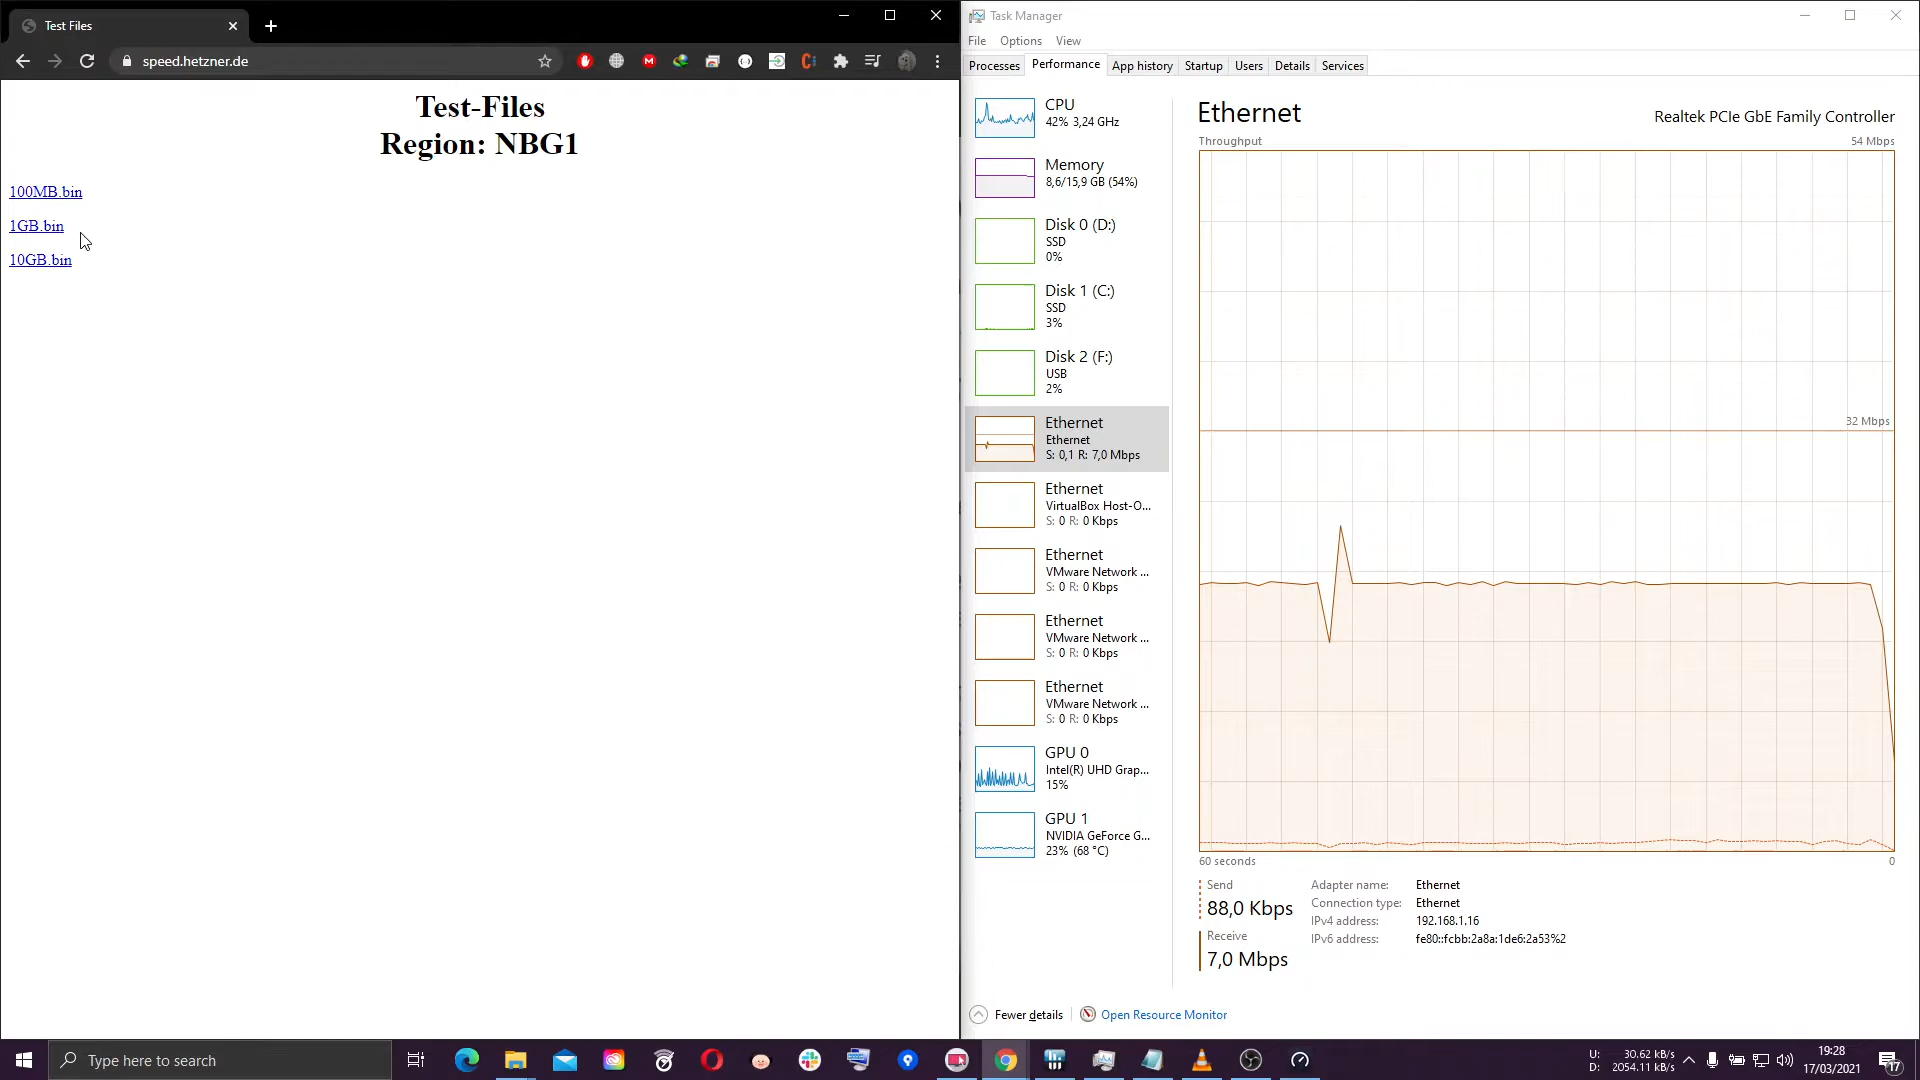 Test Files
speed.hetzner.de
Test-Files
Region: NBG1
100MB.bin
1GB.bin
10GB.bin
Task Manager
File Options View
Processes Performance App history Startup Users Details Services
CPU
42% 3,24 GHz
Memory
8,6/15,9 GB (54%)
Disk 0 (D:)
SSD
0%
Disk 1 (C:)
SSD
3%
Disk 2 (F:)
USB
2%
Ethernet
Ethernet
S: 0,1 R: 7,0 Mbps
Ethernet
VirtualBox Host-O...
S: 0 R: 0 Kbps
Ethernet
VMware Network ...
S: 0 R: 0 Kbps
Ethernet
VMware Network ...
S: 0 R: 0 Kbps
Ethernet
VMware Network ...
S: 0 R: 0 Kbps
GPU 0
Intel(R) UHD Grap...
15%
GPU 1
NVIDIA GeForce G...
23% (68 °C)
Ethernet
Realtek PCIe GbE Family Controller
Throughput
54 Mbps
32 Mbps
60 seconds
0
Send
88,0 Kbps
Receive
7,0 Mbps
Adapter name: Ethernet
Connection type: Ethernet
IPv4 address: 192.168.1.16
IPv6 address: fe80::fcbb:2a8a:1de6:2a53%2
Fewer details
Open Resource Monitor
Type here to search
U: 30.62 kB/s
D: 2054.11 kB/s
19:28
17/03/2021
17